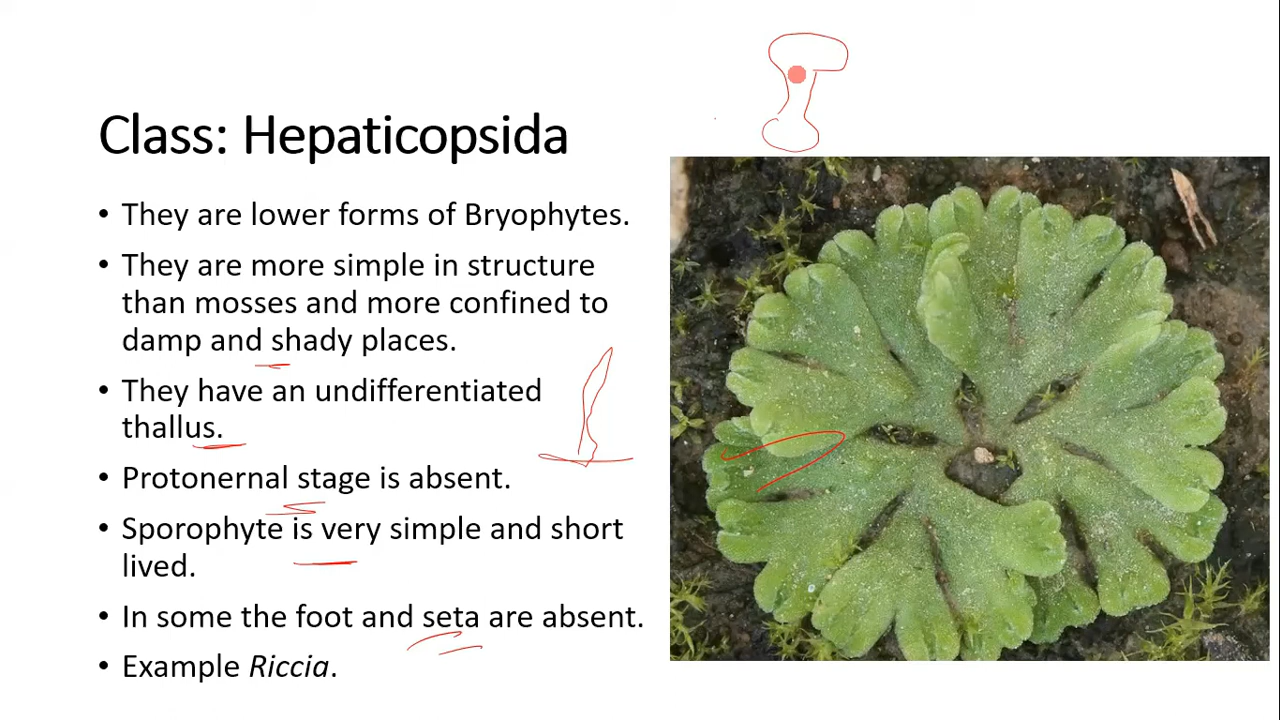 Class: Hepaticopsida
• They are lower forms of Bryophytes.
• They are more simple in structure
than mosses and more confined to
damp and shady places.
• They have an undifferentiated
thallus.
• Protonernal stage is absent.
• Sporophyte is very simple and short
lived.
• In some the foot and seta are absent.
• Example Riccia.